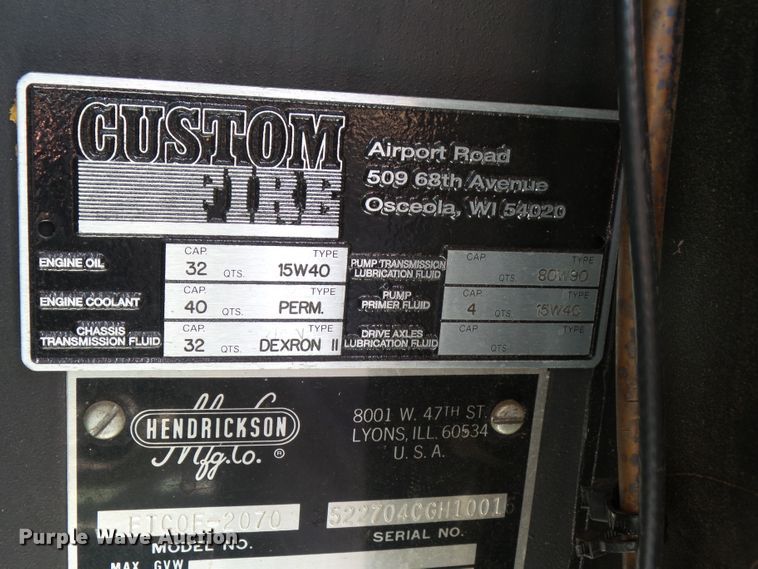 CUSTOM
FIRE
Airport Road
509 68th Avenue
Osceola, WI 54020
ENGINE OIL
CAP. TYPE
32 QTS. 15W40
PUMP TRANSMISSION
LUBRICATION FLUID
CAP. TYPE
QTS. 80W90
ENGINE COOLANT
CAP. TYPE
40 QTS. PERM.
PUMP
PRIMER FLUID
CAP. TYPE
4 QTS. 15W40
CHASSIS
TRANSMISSION FLUID
CAP. TYPE
32 QTS. DEXRON II
DRIVE AXLES
LUBRICATION FLUID
CAP. TYPE
QTS.
HENDRICKSON
Mfg.Co.®
8001 W. 47TH ST.
LYONS, ILL. 60534
U. S. A.
522704CGH1001
MODEL NO.
SERIAL NO.
MAX. GVW
Purple Wave Auction